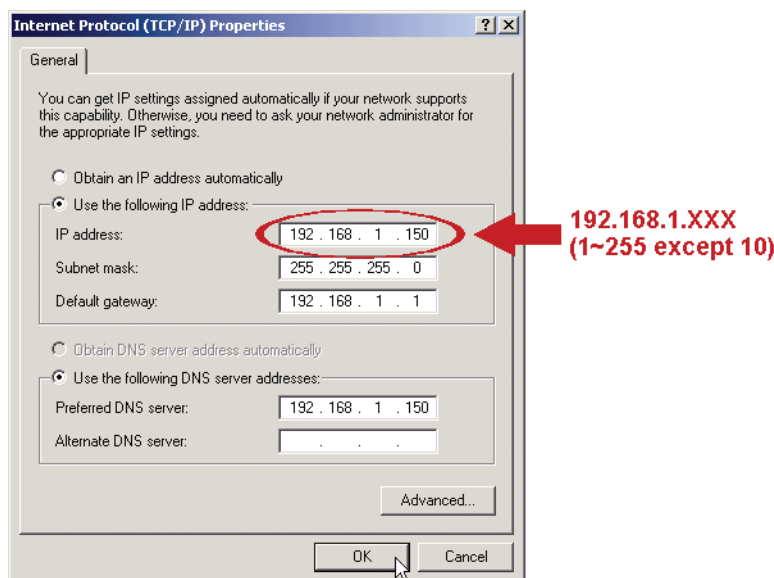 Internet Protocol (TCP/IP) Properties
General
You can get IP settings assigned automatically if your network supports
this capability. Otherwise, you need to ask your network administrator for
the appropriate IP settings.
Obtain an IP address automatically
Use the following IP address:
IP address: 192 . 168 . 1 . 150
Subnet mask: 255 . 255 . 255 . 0
Default gateway: 192 . 168 . 1 . 1
192.168.1.XXX
(1~255 except 10)
Obtain DNS server address automatically
Use the following DNS server addresses:
Preferred DNS server: 192 . 168 . 1 . 150
Alternate DNS server: . . .
Advanced...
OK Cancel